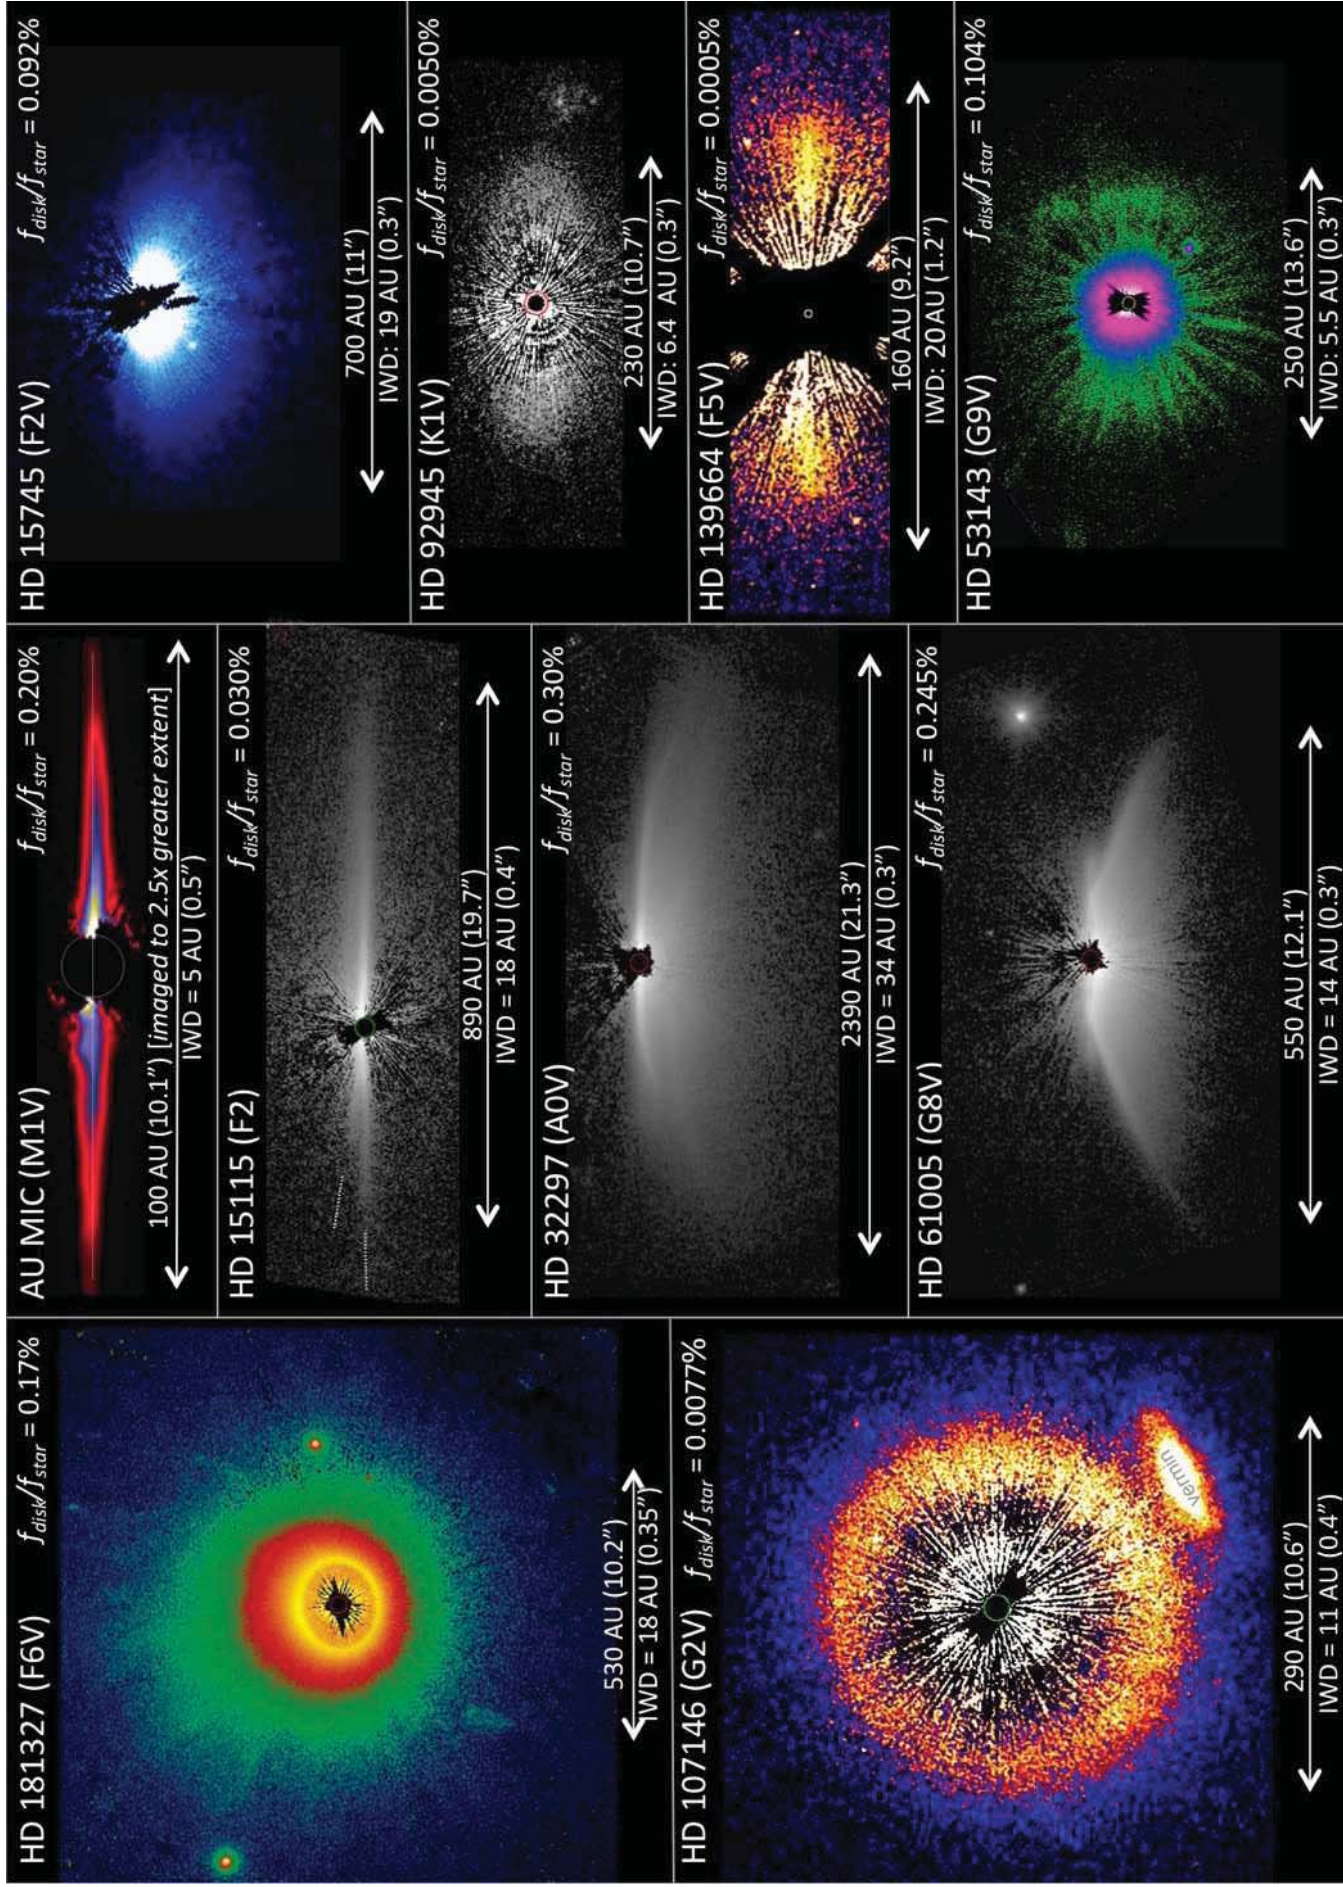 HD 181327 (F6V) f_disk/f_star = 0.17%
530 AU (10.2”)
IWD = 18 AU (0.35”)
HD 107146 (G2V) f_disk/f_star = 0.0077%
vermin
290 AU (10.6”)
IWD = 11 AU (0.4”)
AU MIC (M1V) f_disk/f_star = 0.20%
100 AU (10.1”) [imaged to 2.5x greater extent]
IWD = 5 AU (0.5”)
HD 15115 (F2) f_disk/f_star = 0.030%
890 AU (19.7”)
IWD = 18 AU (0.4”)
HD 32297 (A0V) f_disk/f_star = 0.30%
2390 AU (21.3”)
IWD = 34 AU (0.3”)
HD 61005 (G8V) f_disk/f_star = 0.245%
550 AU (12.1”)
IWD = 14 AU (0.3”)
HD 15745 (F2V) f_disk/f_star = 0.092%
700 AU (11”)
IWD: 19 AU (0.3”)
HD 92945 (K1V) f_disk/f_star = 0.0050%
230 AU (10.7”)
IWD: 6.4 AU (0.3”)
HD 139664 (F5V) f_disk/f_star = 0.0005%
160 AU (9.2”)
IWD: 20AU (1.2”)
HD 53143 (G9V) f_disk/f_star = 0.104%
250 AU (13.6”)
IWD: 5.5 AU (0.3”)